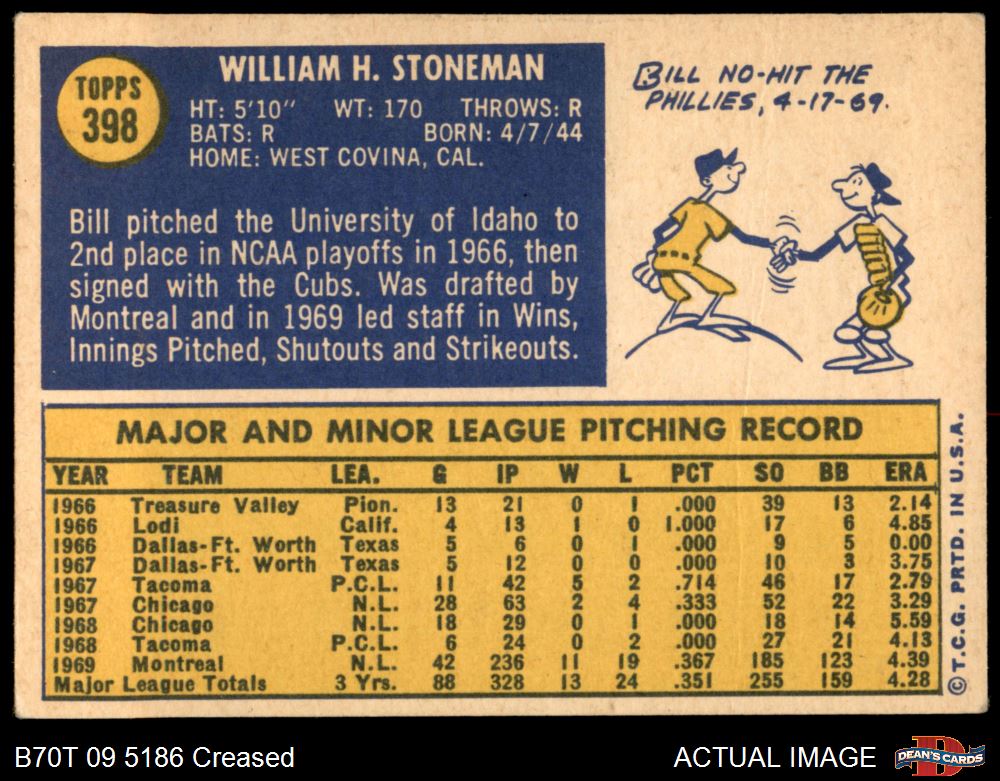 TOPPS
398
WILLIAM H. STONEMAN
HT: 5'10" WT: 170 THROWS: R
BATS: R BORN: 4/7/44
HOME: WEST COVINA, CAL.
Bill pitched the University of Idaho to
2nd place in NCAA playoffs in 1966, then
signed with the Cubs. Was drafted by
Montreal and in 1969 led staff in Wins,
Innings Pitched, Shutouts and Strikeouts.
BILL NO-HIT THE
PHILLIES, 4-17-69.
MAJOR AND MINOR LEAGUE PITCHING RECORD
YEAR TEAM LEA. G IP W L PCT SO BB ERA
1966 Treasure Valley Pion. 13 21 0 1 .000 39 13 2.14
1966 Lodi Calif. 4 13 1 0 1.000 17 6 4.85
1966 Dallas-Ft. Worth Texas 5 6 0 1 .000 9 5 0.00
1967 Dallas-Ft. Worth Texas 5 12 0 0 .000 10 3 3.75
1967 Tacoma P.C.L. 11 42 5 2 .714 46 17 2.79
1967 Chicago N.L. 28 63 2 4 .333 52 22 3.29
1968 Chicago N.L. 18 29 0 1 .000 18 14 5.59
1968 Tacoma P.C.L. 6 24 0 2 .000 27 21 4.13
1969 Montreal N.L. 42 236 11 19 .367 185 123 4.39
Major League Totals 3 Yrs. 88 328 13 24 .351 255 159 4.28
© T.C.G. PRTD. IN U.S.A.
B70T 09 5186 Creased
ACTUAL IMAGE
D
DEAN'S CARDS